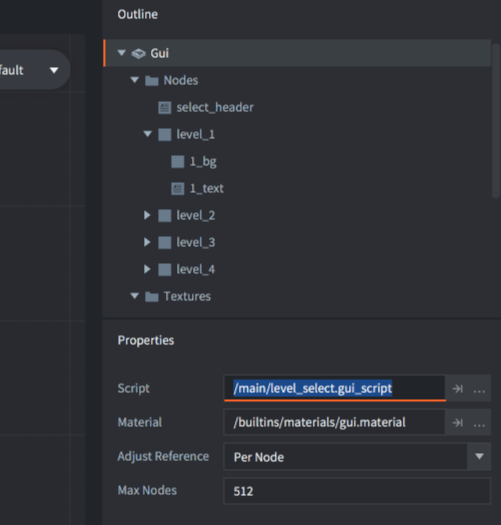 Outline
fault
Gui
Nodes
select_header
level_1
1_bg
1_text
level_2
level_3
level_4
Textures
Properties
Script /main/level_select.gui_script ...
Material /builtins/materials/gui.material ...
Adjust Reference Per Node
Max Nodes 512